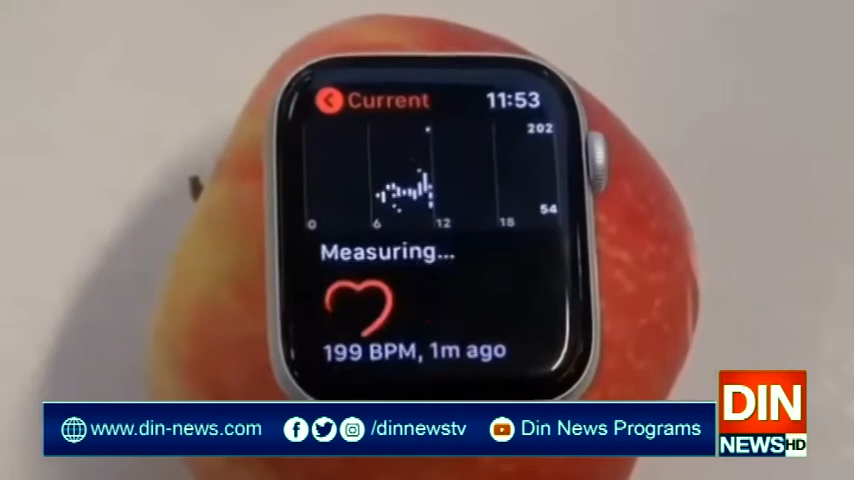 Current 11:53
202
54
0 6 12 18
Measuring...
199 BPM, 1m ago
www.din-news.com /dinnewstv Din News Programs
DIN
NEWS HD